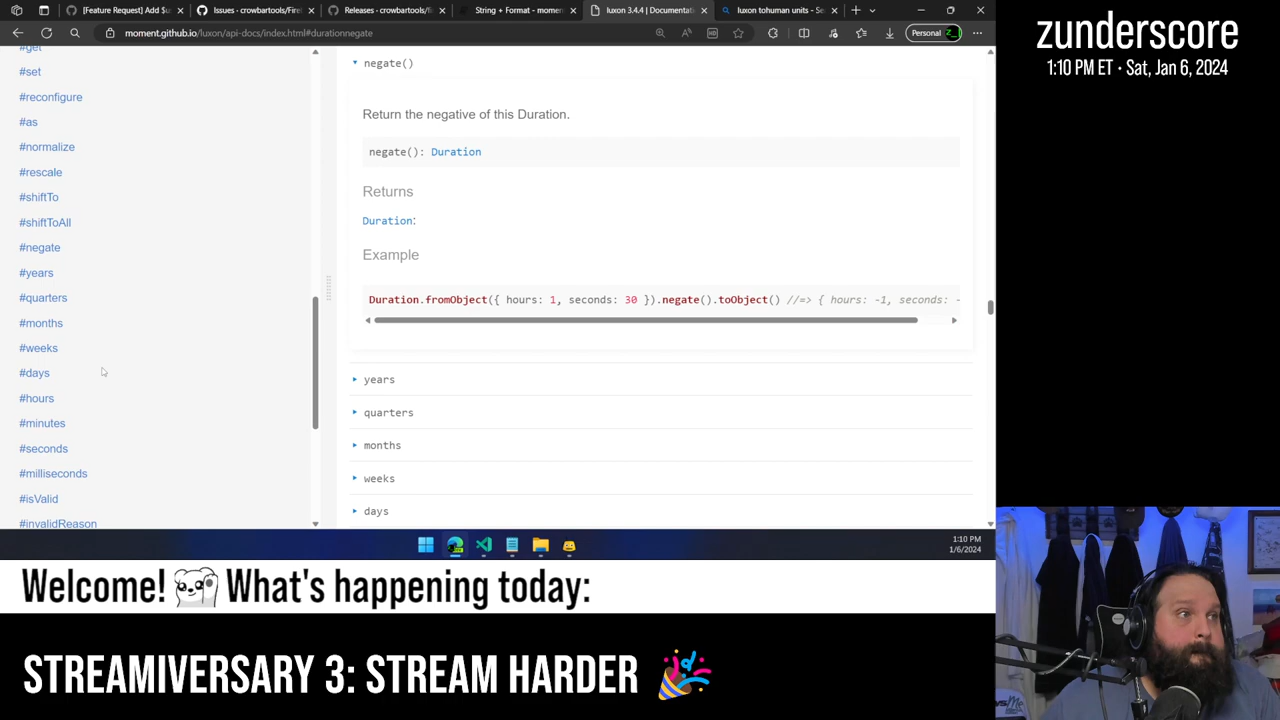 [Feature Request] Add $u
Issues · crowbartools/Fire
Releases · crowbartools/Fi
String + Format - momen
luxon 3.4.4 | Documentati
luxon tohuman units - Se
moment.github.io/luxon/api-docs/index.html#durationnegate
Personal
zunderscore
1:10 PM ET • Sat, Jan 6, 2024
#get
#set
#reconfigure
#as
#normalize
#rescale
#shiftTo
#shiftToAll
#negate
#years
#quarters
#months
#weeks
#days
#hours
#minutes
#seconds
#milliseconds
#isValid
#invalidReason
negate()
Return the negative of this Duration.
negate(): Duration
Returns
Duration:
Example
Duration.fromObject({ hours: 1, seconds: 30 }).negate().toObject() //=> { hours: -1, seconds: -
years
quarters
months
weeks
days
1:10 PM
1/6/2024
Welcome! What's happening today:
STREAMIVERSARY 3: STREAM HARDER